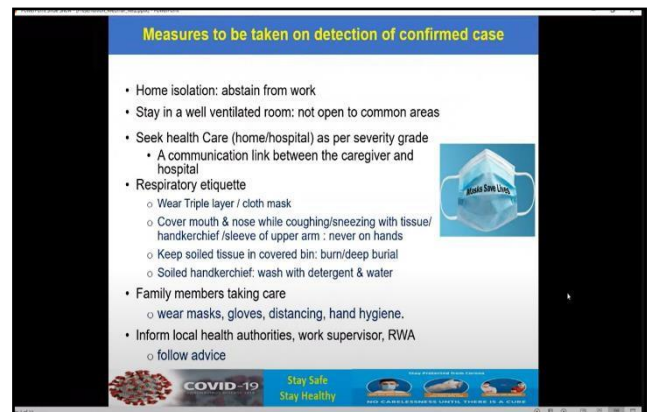 Measures to be taken on detection of confirmed case
• Home isolation: abstain from work
• Stay in a well ventilated room: not open to common areas
• Seek health Care (home/hospital) as per severity grade
• A communication link between the caregiver and
hospital
• Respiratory etiquette
o Wear Triple layer / cloth mask
o Cover mouth & nose while coughing/sneezing with tissue/
handkerchief /sleeve of upper arm : never on hands
o Keep soiled tissue in covered bin: burn/deep burial
o Soiled handkerchief: wash with detergent & water
Masks Save Lives
• Family members taking care
o wear masks, gloves, distancing, hand hygiene.
• Inform local health authorities, work supervisor, RWA
o follow advice
COVID-19
Stay Safe
Stay Healthy
NO CARELESSNESS UNTIL THERE IS A CURE